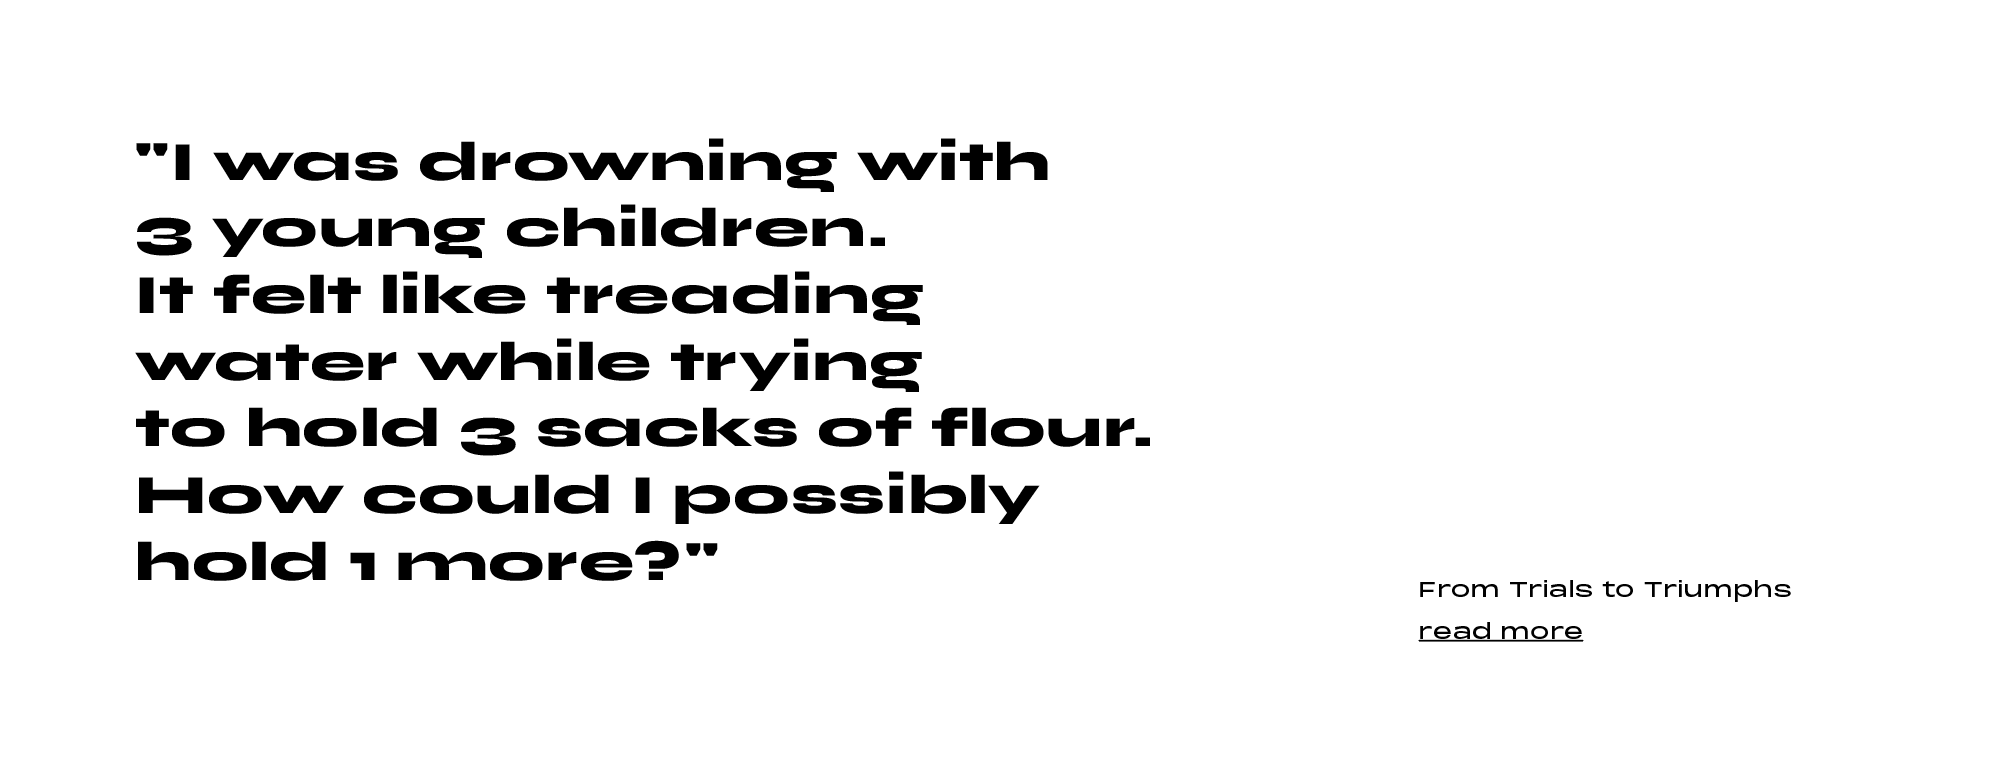 "I was drowning with
3 young children.
It felt like treading
water while trying
to hold 3 sacks of flour.
How could I possibly
hold 1 more?"
From Trials to Triumphs
read more